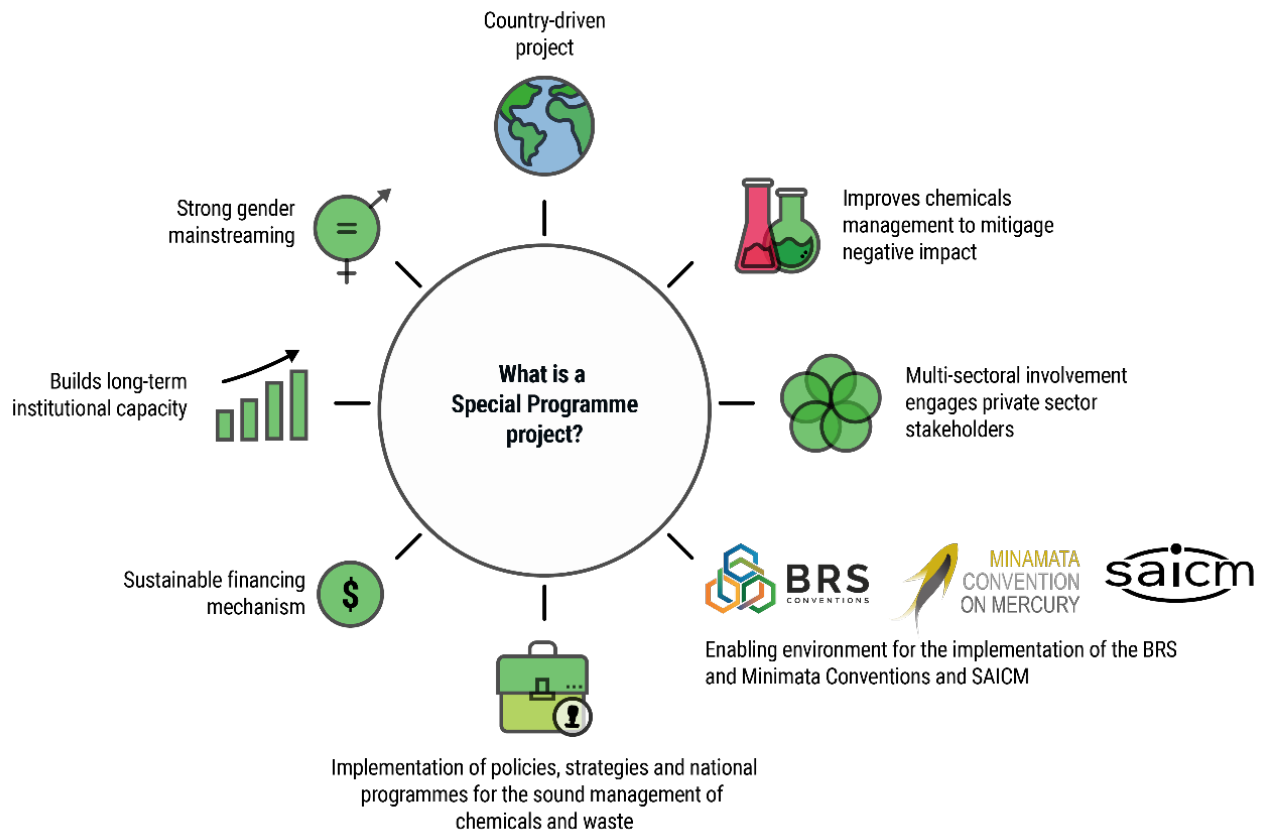 Country-driven
project
Strong gender
mainstreaming
=
Improves chemicals
management to mitigage
negative impact
Builds long-term
institutional capacity
What is a
Special Programme
project?
Multi-sectoral involvement
engages private sector
stakeholders
Sustainable financing
mechanism
$
BRS
CONVENTIONS
MINAMATA
CONVENTION
ON MERCURY
saicm
Enabling environment for the implementation of the BRS
and Minimata Conventions and SAICM
Implementation of policies, strategies and national
programmes for the sound management of
chemicals and waste